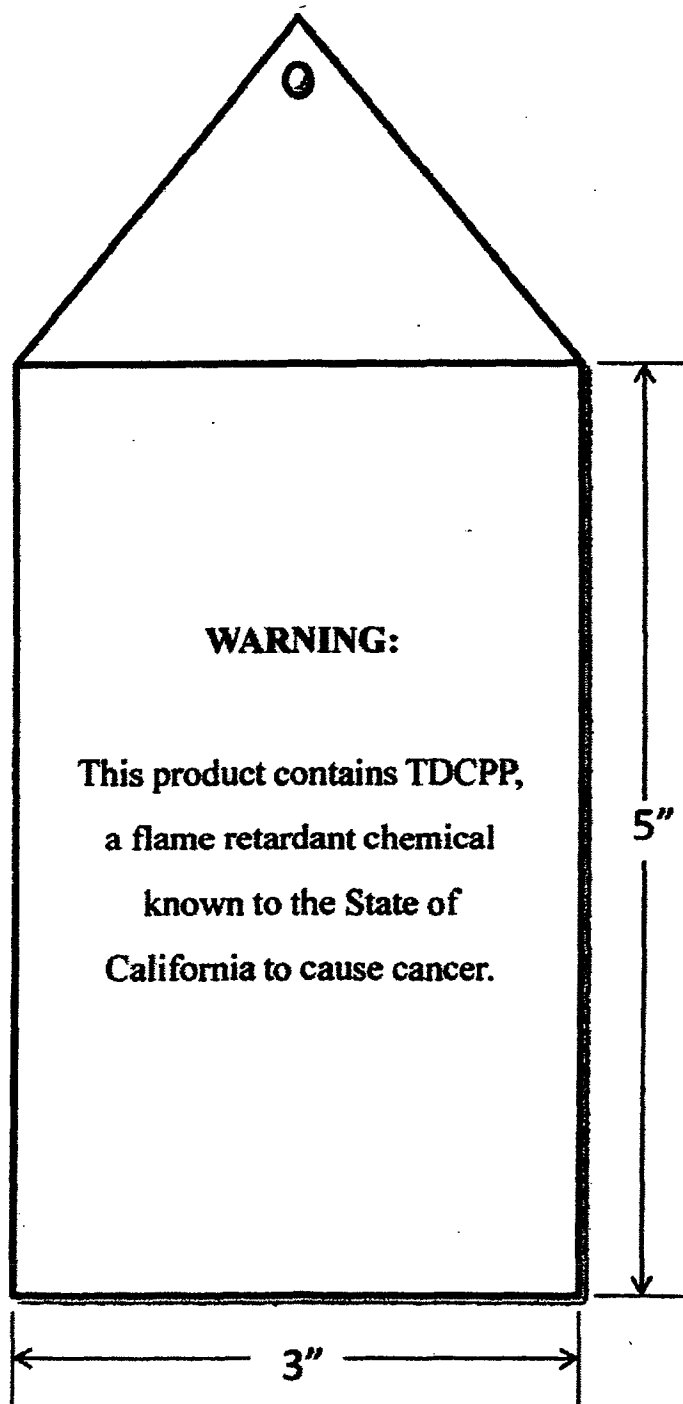 WARNING:
This product contains TDCPP,
a flame retardant chemical
known to the State of
California to cause cancer.
5"
3"